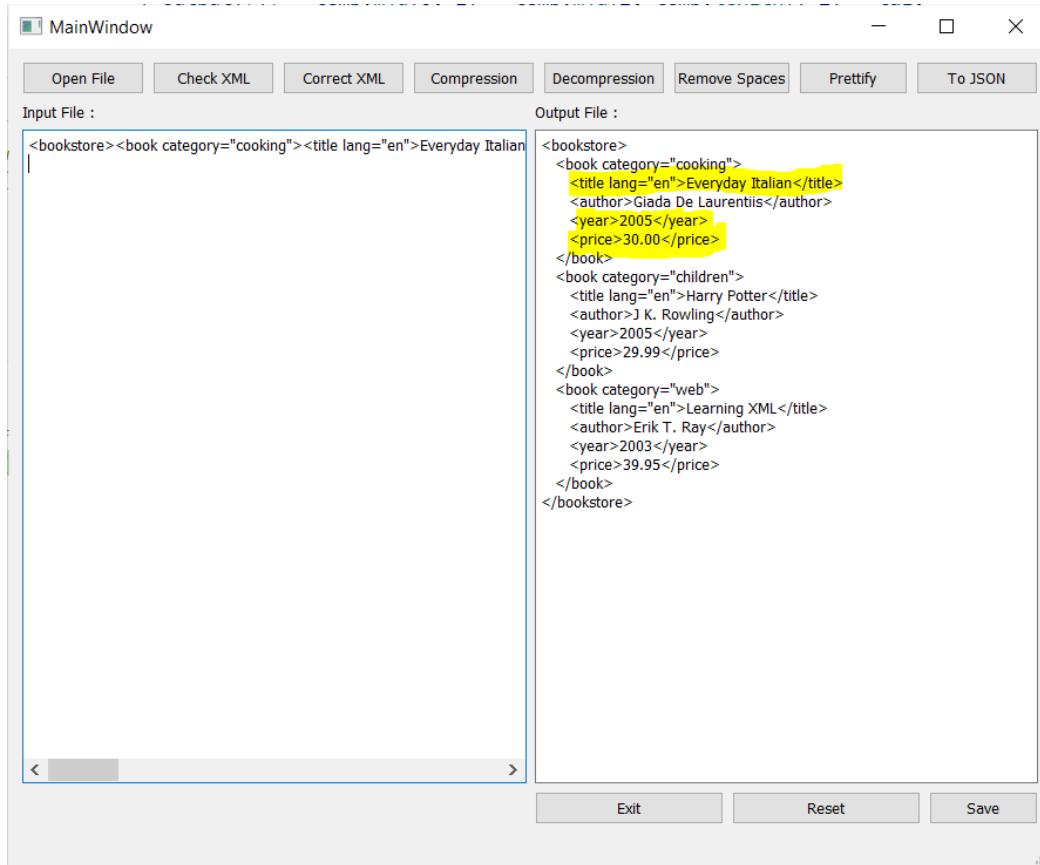 MainWindow
Open File Check XML Correct XML Compression Decompression Remove Spaces Prettify To JSON
Input File :
<bookstore><book category="cooking"><title lang="en">Everyday Italian
Output File :
<bookstore>
<book category="cooking">
<title lang="en">Everyday Italian</title>
<author>Giada De Laurentiis</author>
<year>2005</year>
<price>30.00</price>
</book>
<book category="children">
<title lang="en">Harry Potter</title>
<author>J K. Rowling</author>
<year>2005</year>
<price>29.99</price>
</book>
<book category="web">
<title lang="en">Learning XML</title>
<author>Erik T. Ray</author>
<year>2003</year>
<price>39.95</price>
</book>
</bookstore>
Exit Reset Save